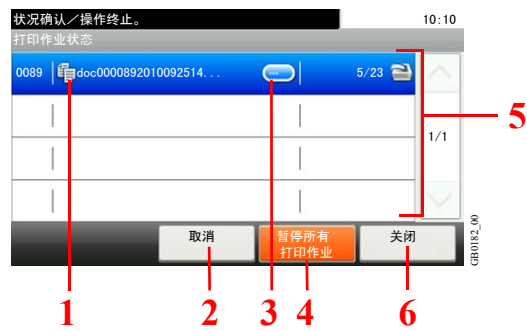 状况确认／操作终止。 10:10
打印作业状态
0089 doc0000892010092514... 5/23
5
1/1
取消 暂停所有 关闭
打印作业
GB0182_00
1 2 3 4 6